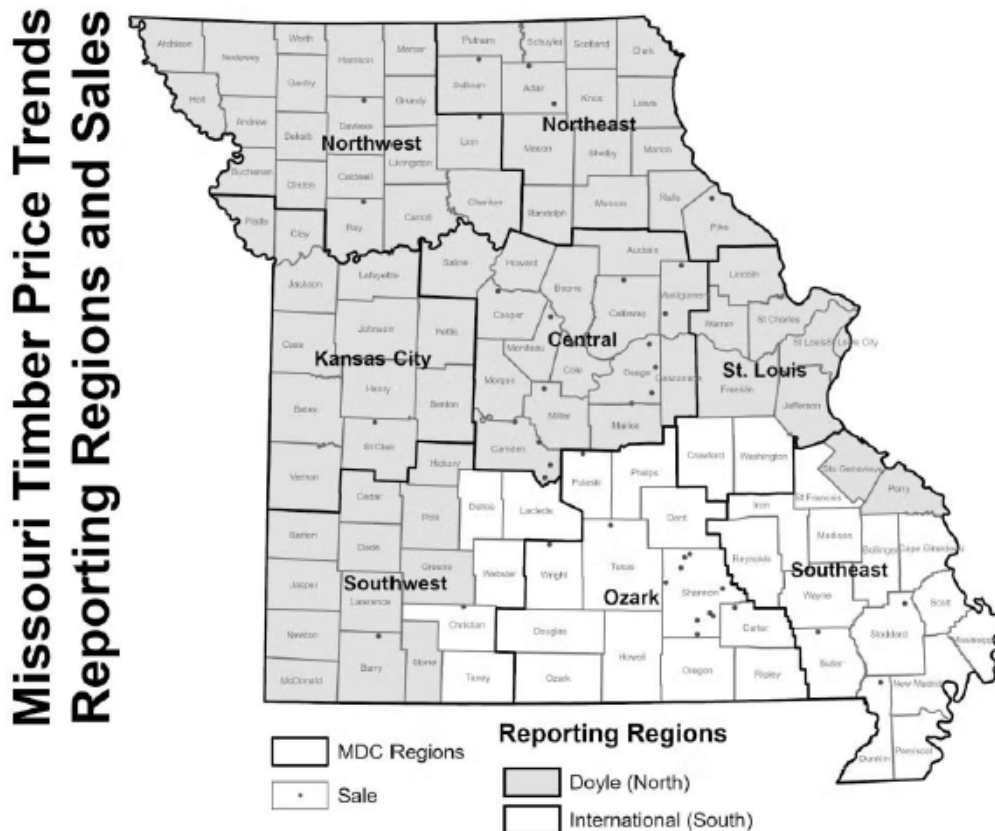 Missouri Timber Price Trends
Reporting Regions and Sales
Atchison
Nodaway
Worth
Harrison
Mercer
Putnam
Schuyler
Scotland
Clark
Holt
Gentry
Sullivan
Adair
Knox
Lewis
Andrew
Dekalb
Daviess
Grundy
Northwest
Linn
Macon
Northeast
Shelby
Marion
Buchanan
Clinton
Caldwell
Livingston
Chariton
Randolph
Monroe
Ralls
Pike
Platte
Clay
Ray
Carroll
Jackson
Lafayette
Saline
Howard
Boone
Audrain
Callaway
Montgomery
Lincoln
Warren
St Charles
Cass
Johnson
Pettis
Cooper
Moniteau
Central
Cole
Osage
Gasconade
St Louis
St Louis City
St. Louis
Franklin
Jefferson
Kansas City
Henry
Benton
Morgan
Miller
Maries
Bates
St Clair
Camden
Vernon
Hickory
Pulaski
Phelps
Crawford
Washington
Ste Genevieve
Perry
St Francois
Cedar
Polk
Dallas
Laclede
Dent
Iron
Madison
Bollinger
Cape Girardeau
Barton
Dade
Greene
Webster
Wright
Texas
Shannon
Reynolds
Wayne
Southeast
Jasper
Southwest
Lawrence
Christian
Ozark
Douglas
Howell
Carter
Scott
Stoddard
Mississippi
Newton
Barry
Stone
Taney
Ozark
Oregon
Ripley
Butler
New Madrid
McDonald
Dunklin
Pemiscot
MDC Regions
Sale
Reporting Regions
Doyle (North)
International (South)